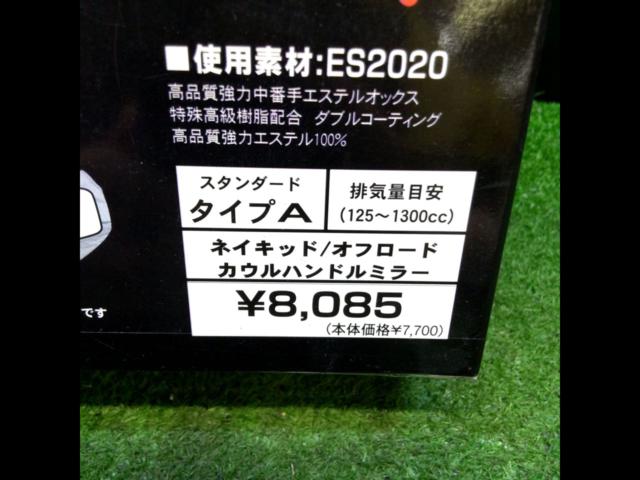 ■使用素材:ES2020
高品質強力中番手エステルオックス
特殊高級樹脂配合 ダブルコーティング
高品質強力エステル100%
スタンダード
タイプA
排気量目安
(125~1300cc)
ネイキッド/オフロード
カウルハンドルミラー
¥8,085
(本体価格¥7,700)
です